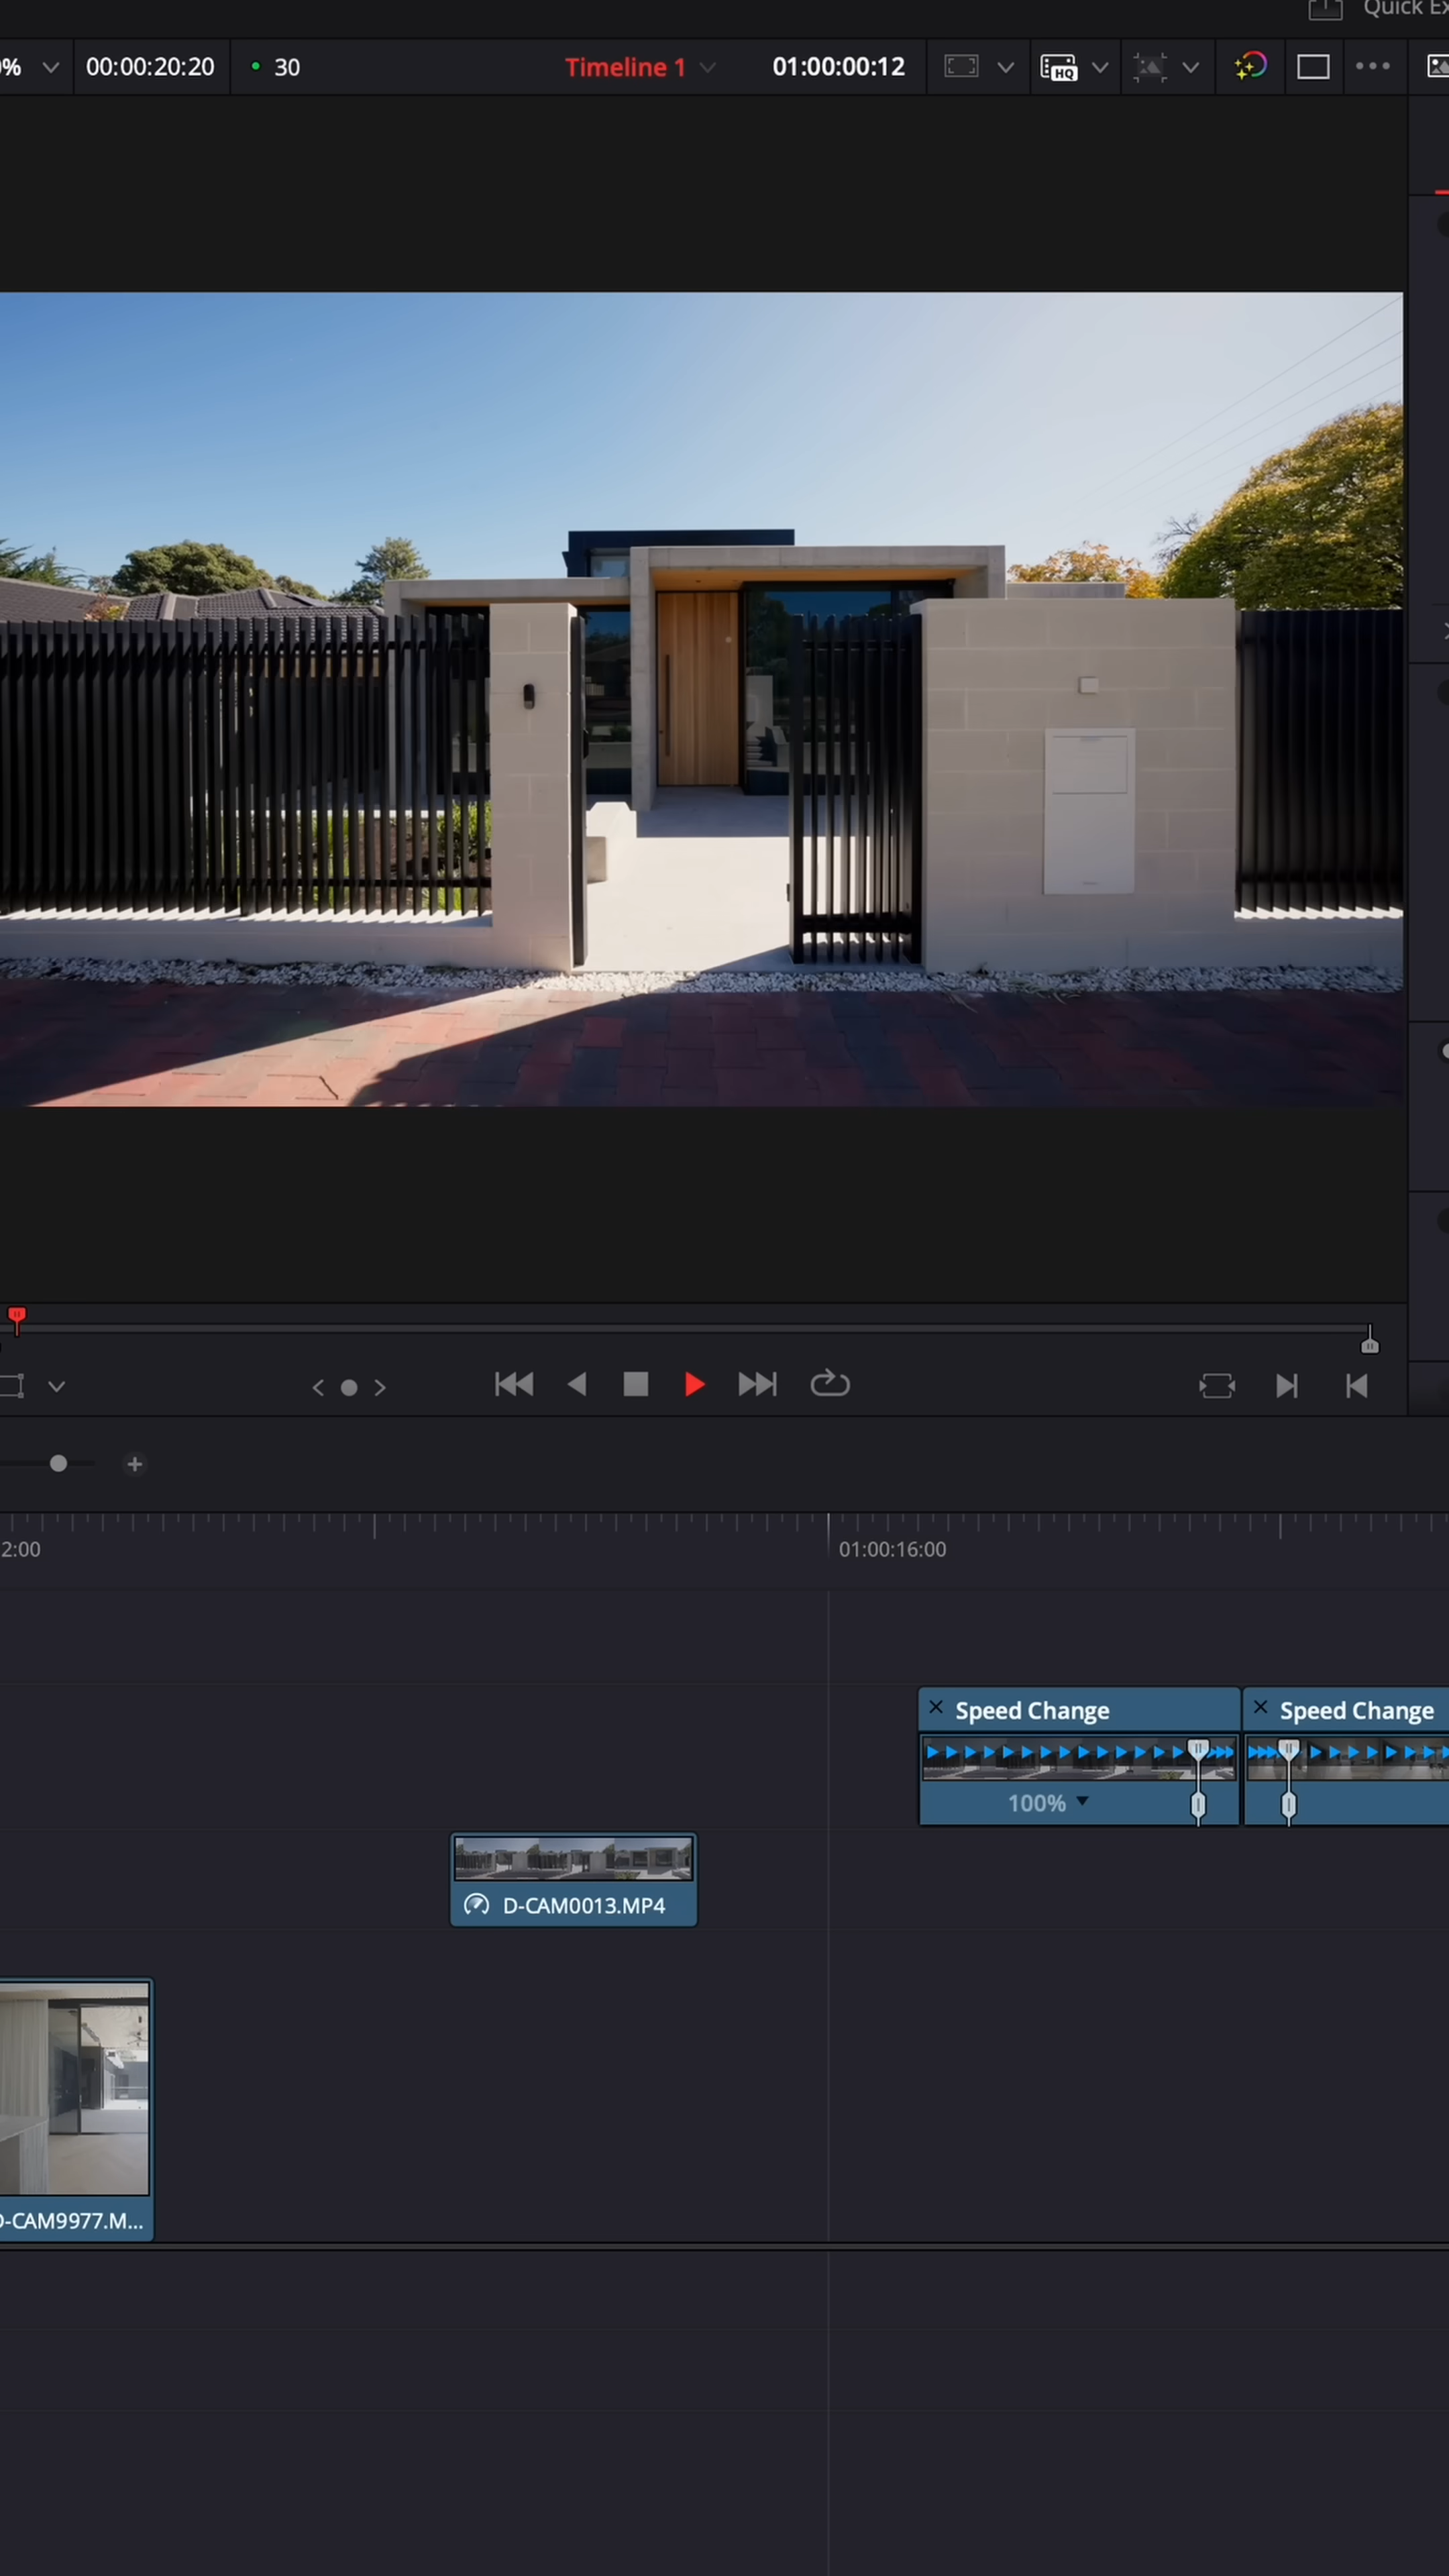 Quick Ex
% 00:00:20:20 30 Timeline 1 01:00:00:12
HQ
2:00 01:00:16:00
Speed Change Speed Change
100%
D-CAM0013.MP4
D-CAM9977.M...